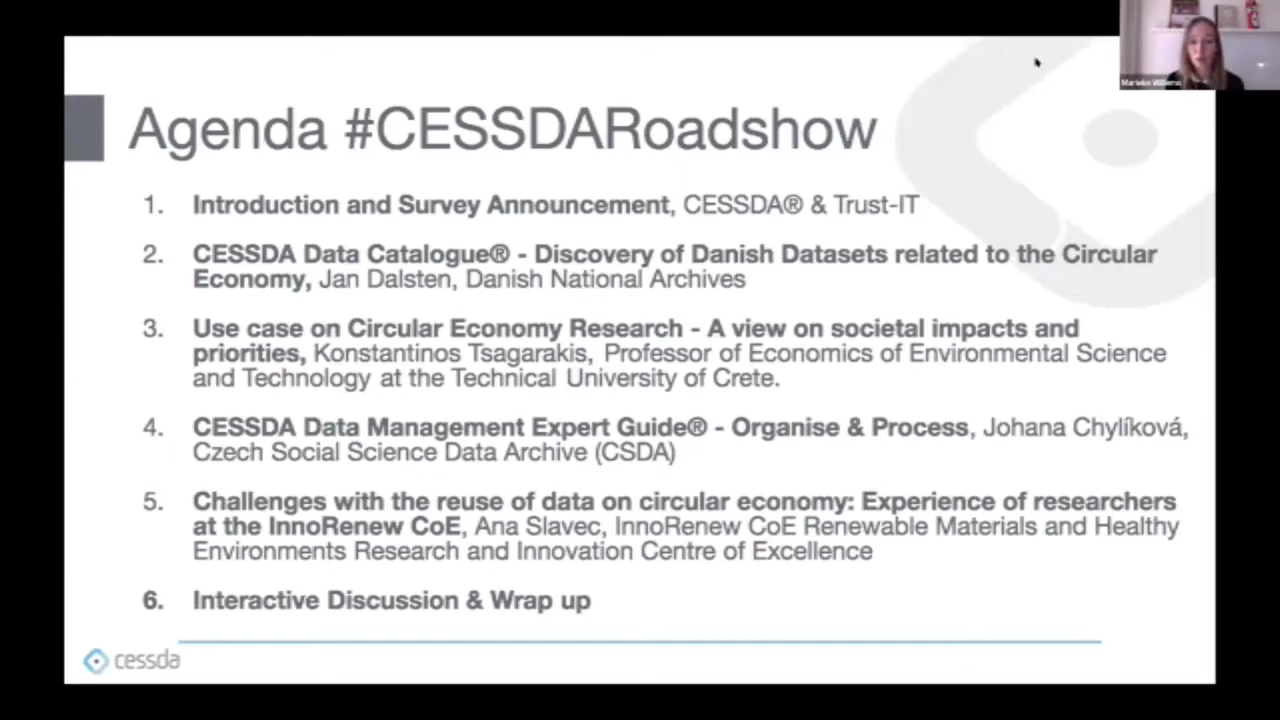 Marieke Willems
Agenda #CESSDARoadshow
1. Introduction and Survey Announcement, CESSDA® & Trust-IT
2. CESSDA Data Catalogue® - Discovery of Danish Datasets related to the Circular
Economy, Jan Dalsten, Danish National Archives
3. Use case on Circular Economy Research - A view on societal impacts and
priorities, Konstantinos Tsagarakis, Professor of Economics of Environmental Science
and Technology at the Technical University of Crete.
4. CESSDA Data Management Expert Guide® - Organise & Process, Johana Chylíková,
Czech Social Science Data Archive (CSDA)
5. Challenges with the reuse of data on circular economy: Experience of researchers
at the InnoRenew CoE, Ana Slavec, InnoRenew CoE Renewable Materials and Healthy
Environments Research and Innovation Centre of Excellence
6. Interactive Discussion & Wrap up
cessda